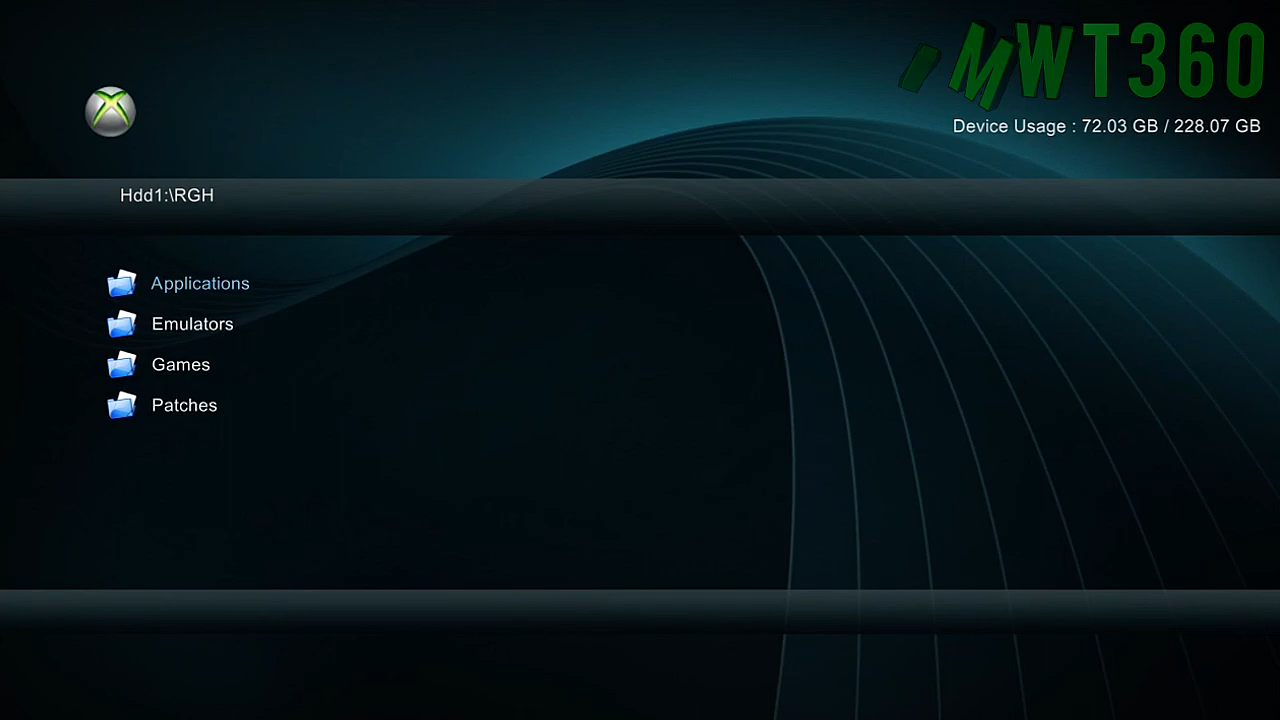 MWT360
Device Usage : 72.03 GB / 228.07 GB
Hdd1:\RGH
Applications
Emulators
Games
Patches